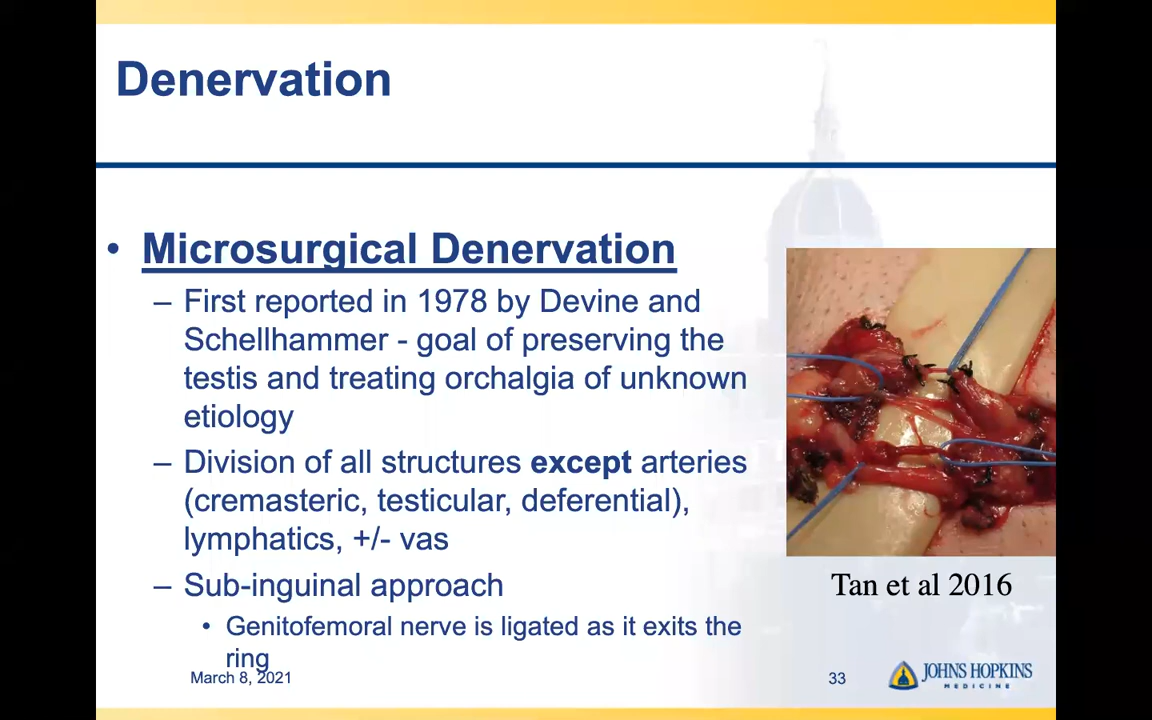 Denervation
• Microsurgical Denervation
– First reported in 1978 by Devine and
Schellhammer - goal of preserving the
testis and treating orchalgia of unknown
etiology
– Division of all structures except arteries
(cremasteric, testicular, deferential),
lymphatics, +/- vas
– Sub-inguinal approach
• Genitofemoral nerve is ligated as it exits the
ring
Tan et al 2016
March 8, 2021
33
JOHNS HOPKINS
MEDICINE